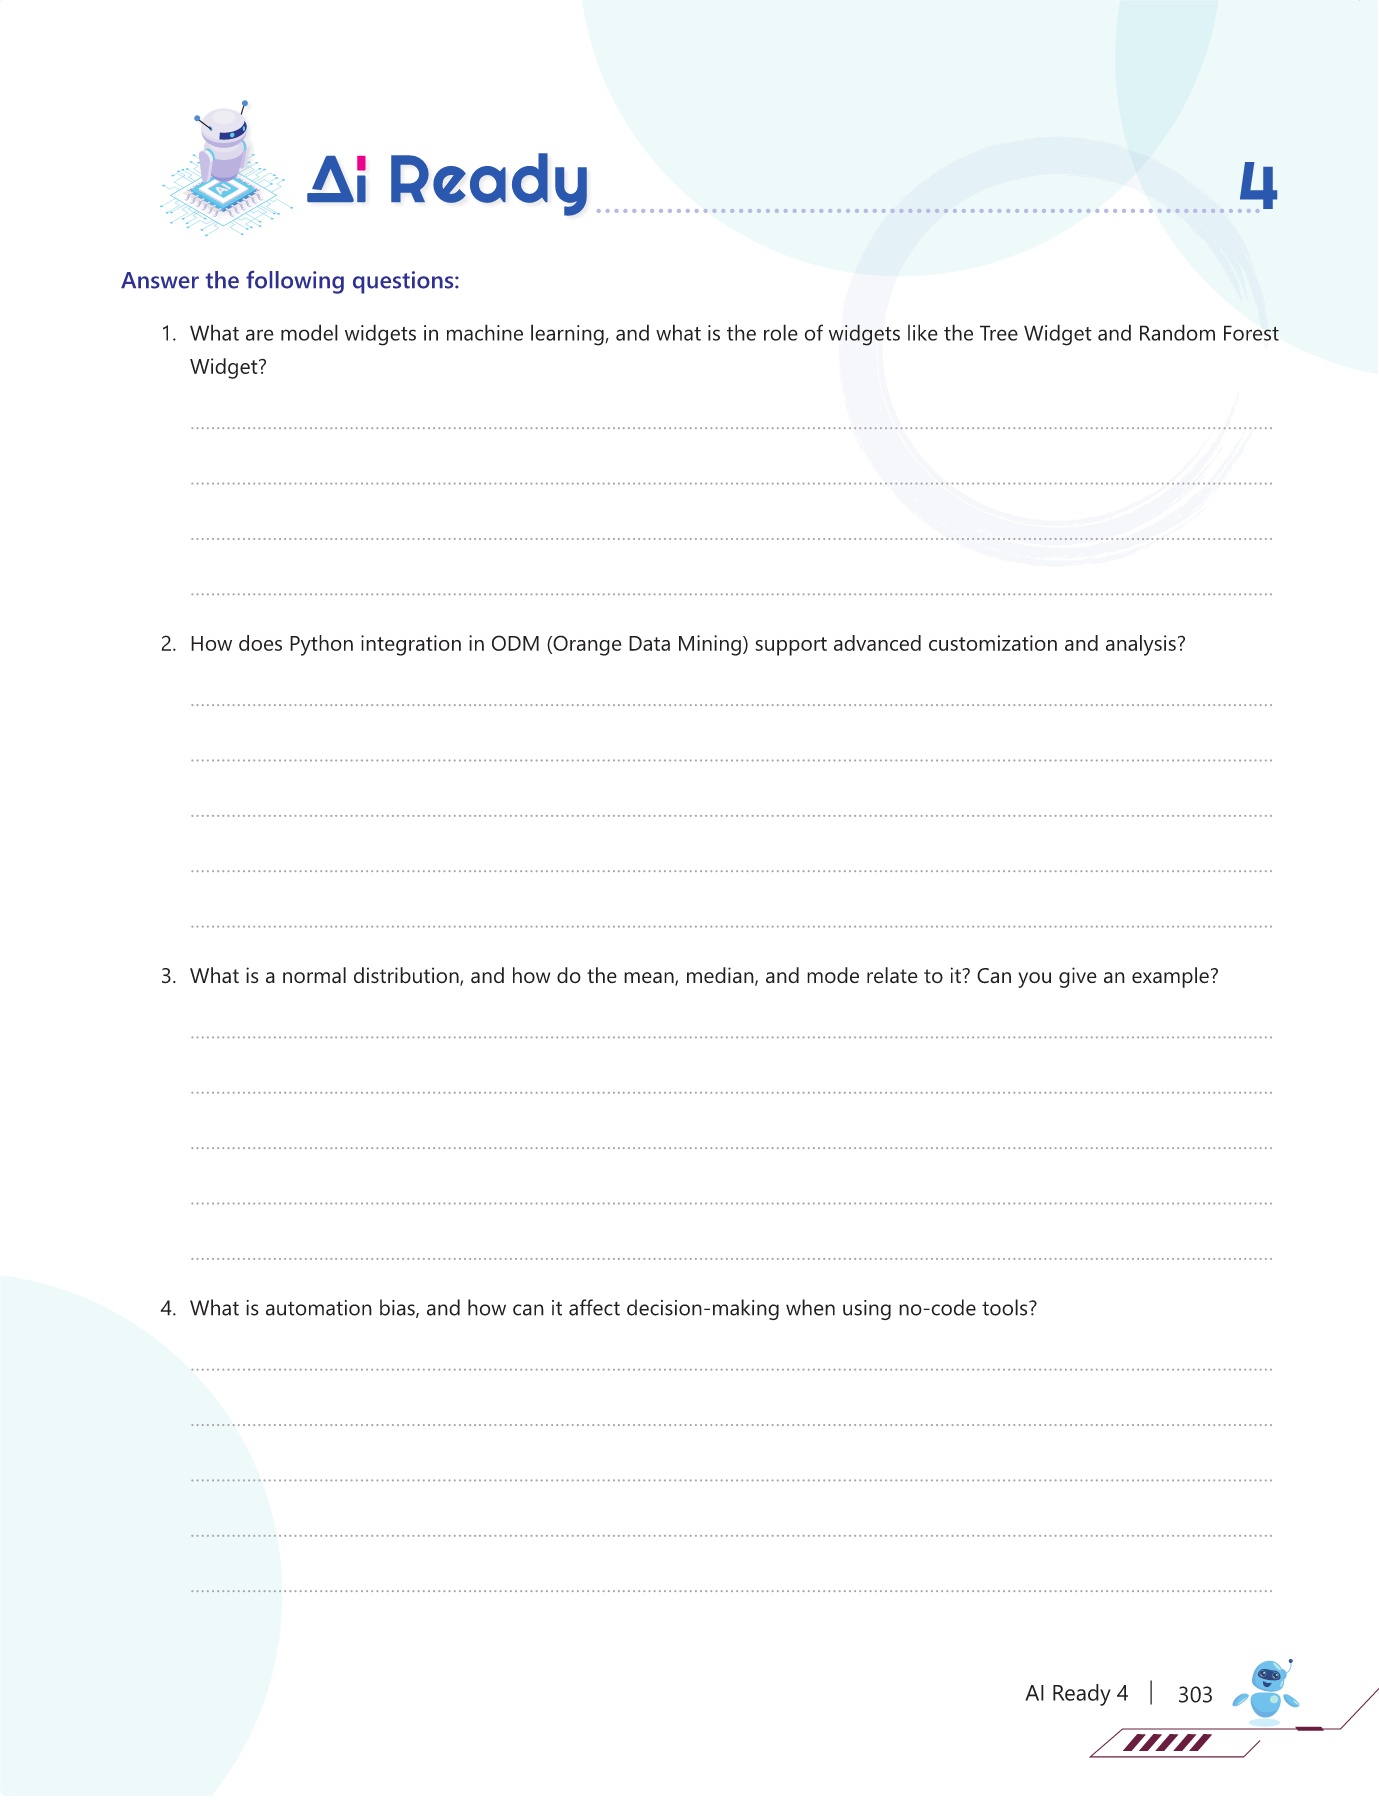 AI
Ai Ready
4
Answer the following questions:
1. What are model widgets in machine learning, and what is the role of widgets like the Tree Widget and Random Forest
Widget?
2. How does Python integration in ODM (Orange Data Mining) support advanced customization and analysis?
3. What is a normal distribution, and how do the mean, median, and mode relate to it? Can you give an example?
4. What is automation bias, and how can it affect decision-making when using no-code tools?
AI Ready 4 | 303